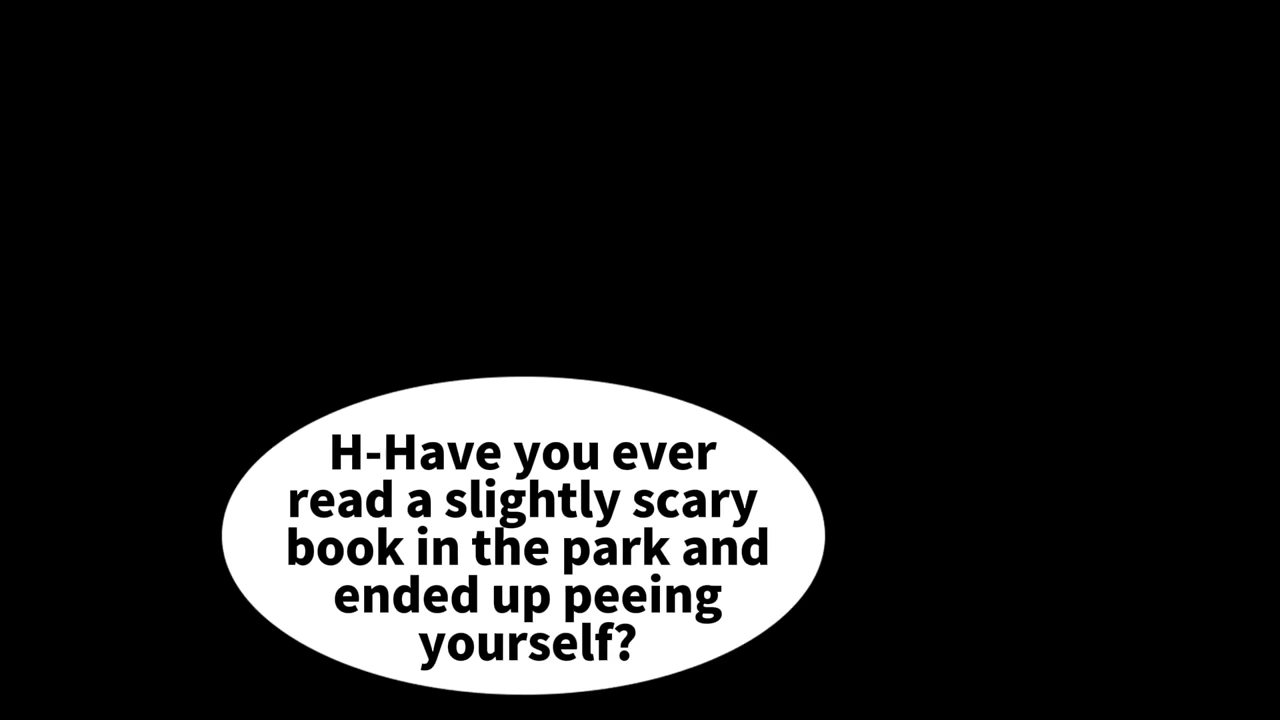 H-Have you ever
read a slightly scary
book in the park and
ended up peeing
yourself?